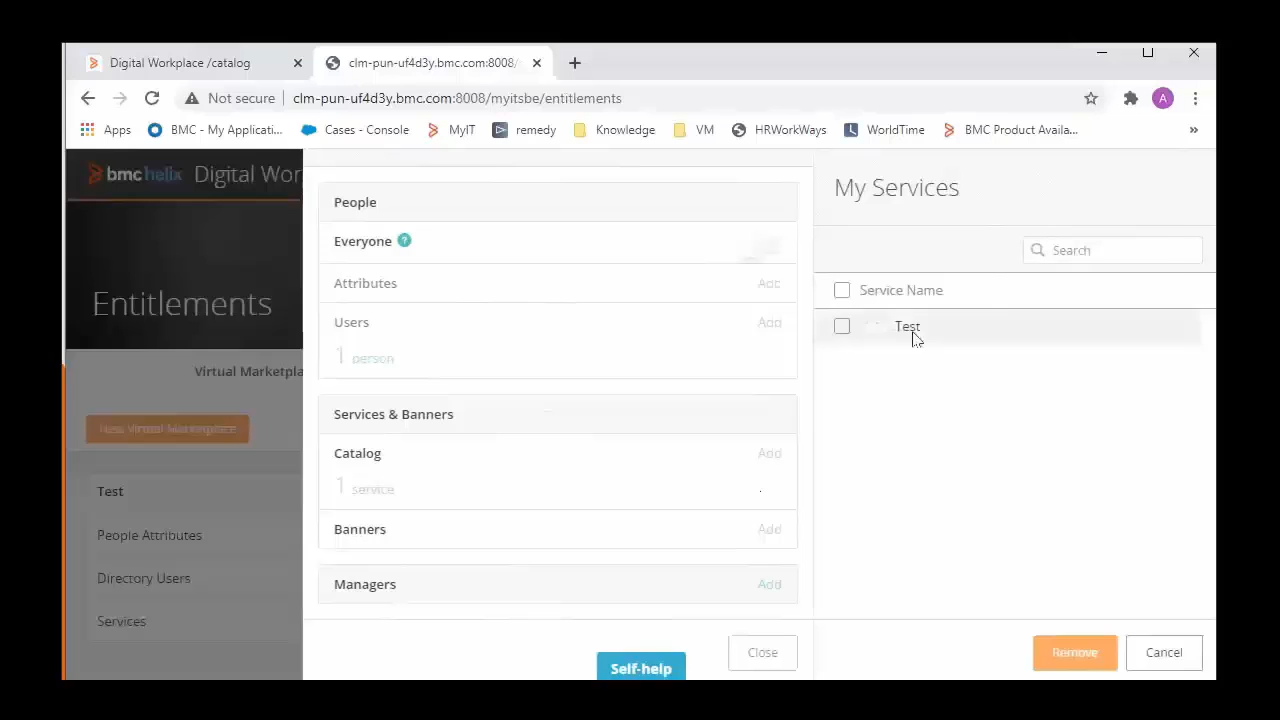 Digital Workplace /catalog
clm-pun-uf4d3y.bmc.com:8008/
Not secure
clm-pun-uf4d3y.bmc.com:8008/myitsbe/entitlements
A
Apps
BMC - My Applicati...
Cases - Console
MyIT
remedy
Knowledge
VM
HRWorkWays
WorldTime
BMC Product Availa...
»
bmchelix Digital Wor
Entitlements
Virtual Marketpla
New Virtual Marketplace
Test
People Attributes
Directory Users
Services
People
Everyone ?
Attributes Add
Users Add
1 person
Services & Banners
Catalog Add
1 service
Banners Add
Managers Add
Self-help
Close
My Services
Search
Service Name
Test
Remove
Cancel